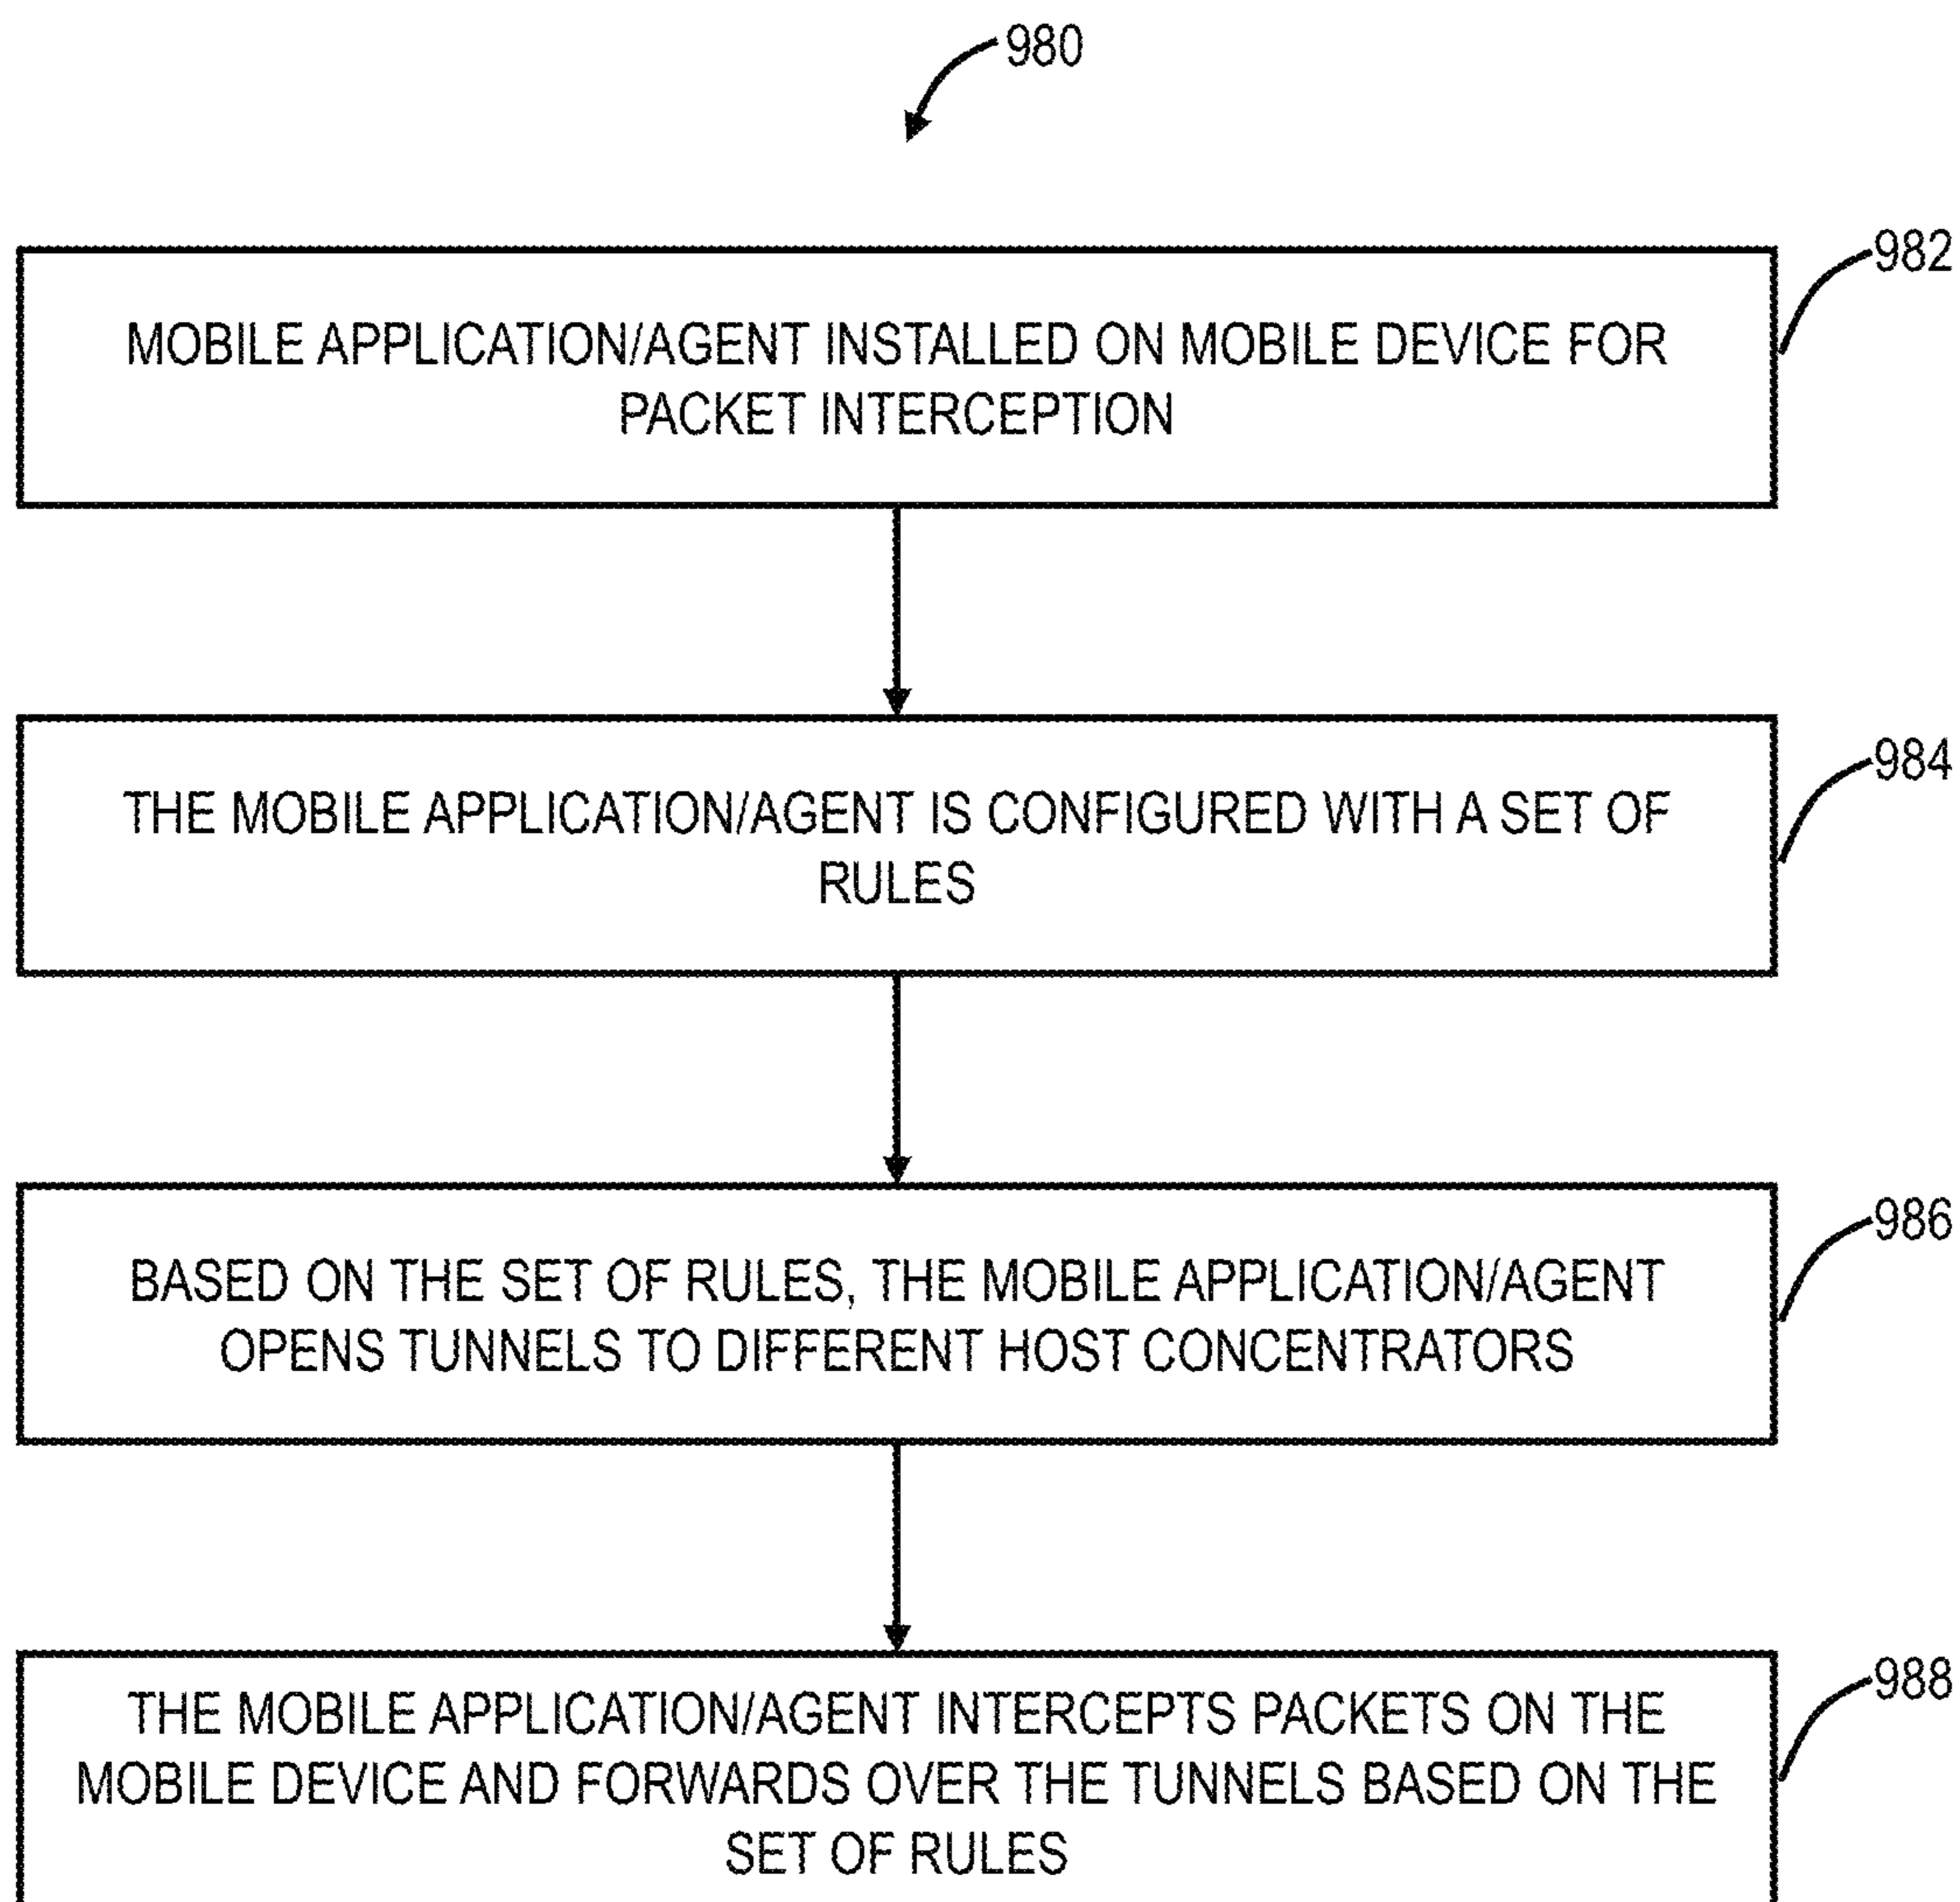 980
982
MOBILE APPLICATION/AGENT INSTALLED ON MOBILE DEVICE FOR
PACKET INTERCEPTION
984
THE MOBILE APPLICATION/AGENT IS CONFIGURED WITH A SET OF
RULES
986
BASED ON THE SET OF RULES, THE MOBILE APPLICATION/AGENT
OPENS TUNNELS TO DIFFERENT HOST CONCENTRATORS
988
THE MOBILE APPLICATION/AGENT INTERCEPTS PACKETS ON THE
MOBILE DEVICE AND FORWARDS OVER THE TUNNELS BASED ON THE
SET OF RULES